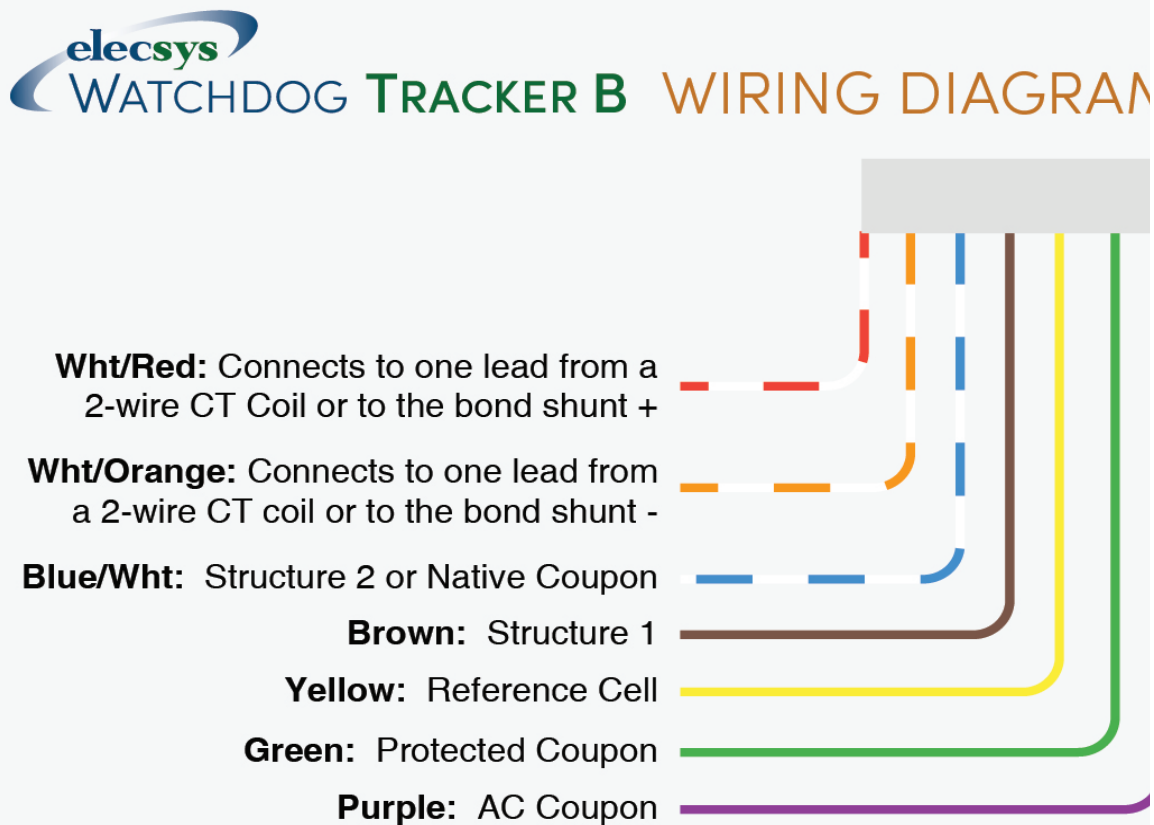 elecsys
WATCHDOG TRACKER B WIRING DIAGRAM
Wht/Red: Connects to one lead from a
2-wire CT Coil or to the bond shunt +
Wht/Orange: Connects to one lead from
a 2-wire CT coil or to the bond shunt -
Blue/Wht: Structure 2 or Native Coupon
Brown: Structure 1
Yellow: Reference Cell
Green: Protected Coupon
Purple: AC Coupon